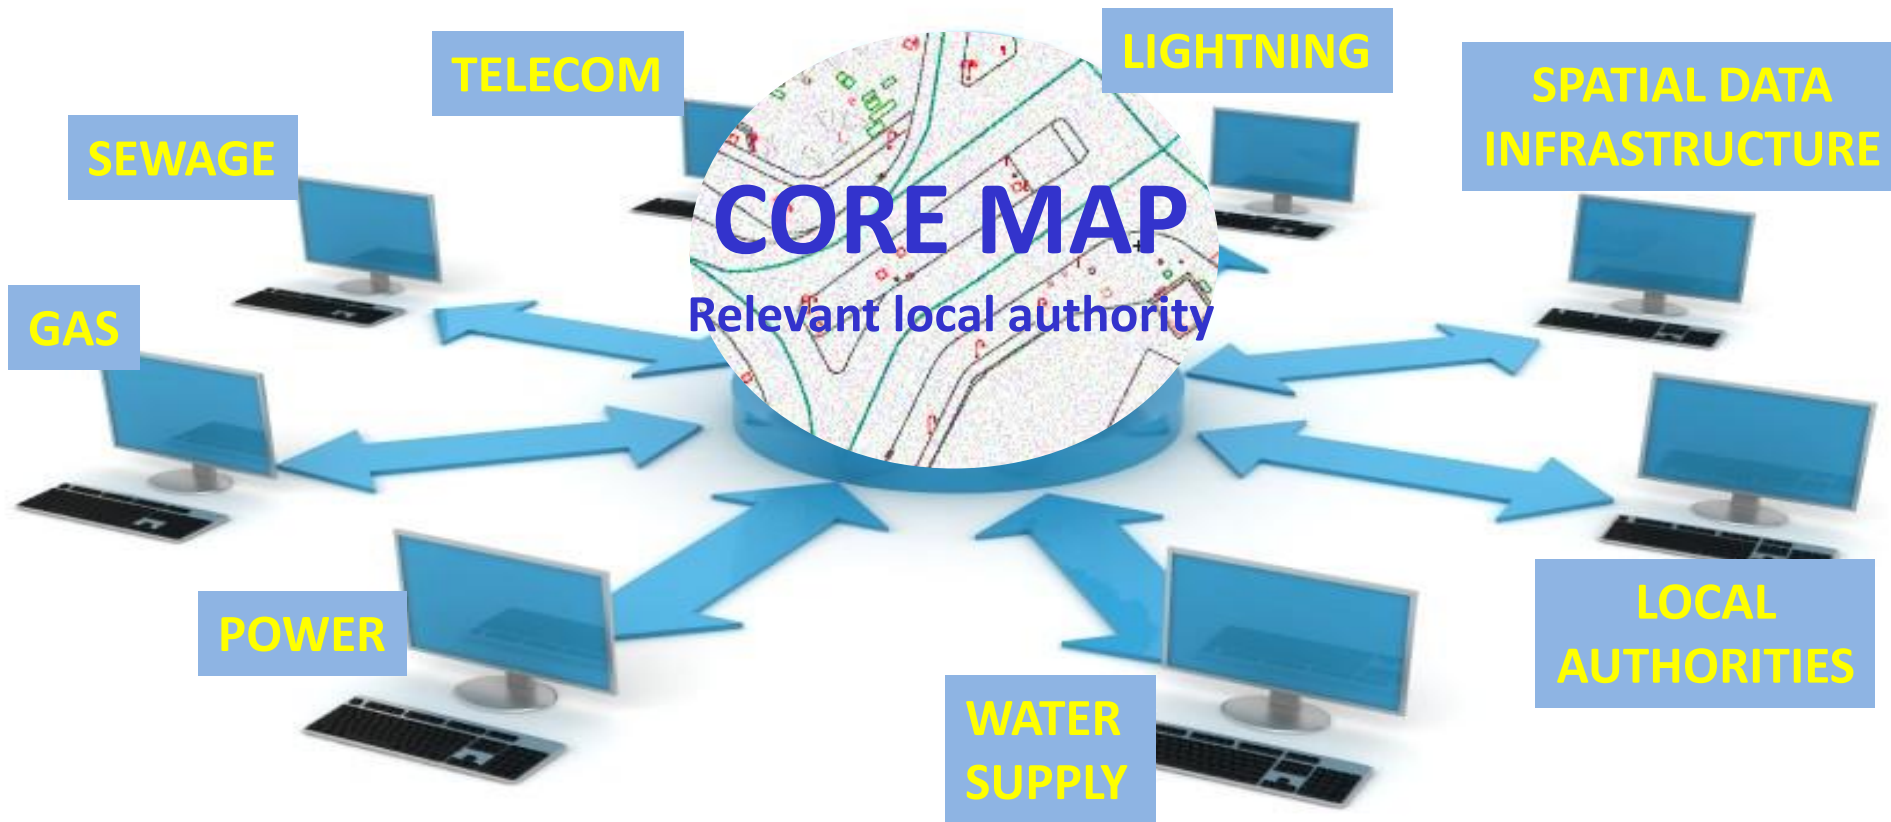 LIGHTNING
TELECOM
SPATIAL DATA
INFRASTRUCTURE
SEWAGE
CORE MAP
Relevant local authority
GAS
LOCAL
AUTHORITIES
POWER
WATER
SUPPLY